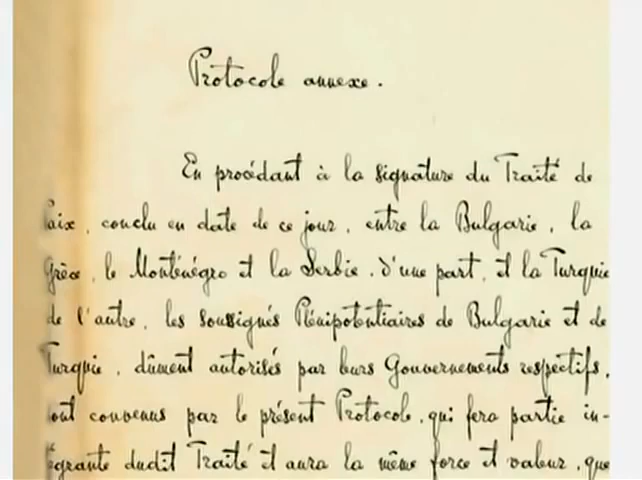 Protocole annexe.
En procédant à la signature du Traité de
Paix, conclu en date de ce jour, entre la Bulgarie, la
Grèce, le Monténégro et la Serbie, d'une part, et la Turquie
de l'autre, les soussignés Plénipotentiaires de Bulgarie et de
Turquie, dûment autorisés par leurs Gouvernements respectifs,
sont convenus par le présent Protocole, qui fera partie in-
tégrante dudit Traité et aura la même force et valeur, que